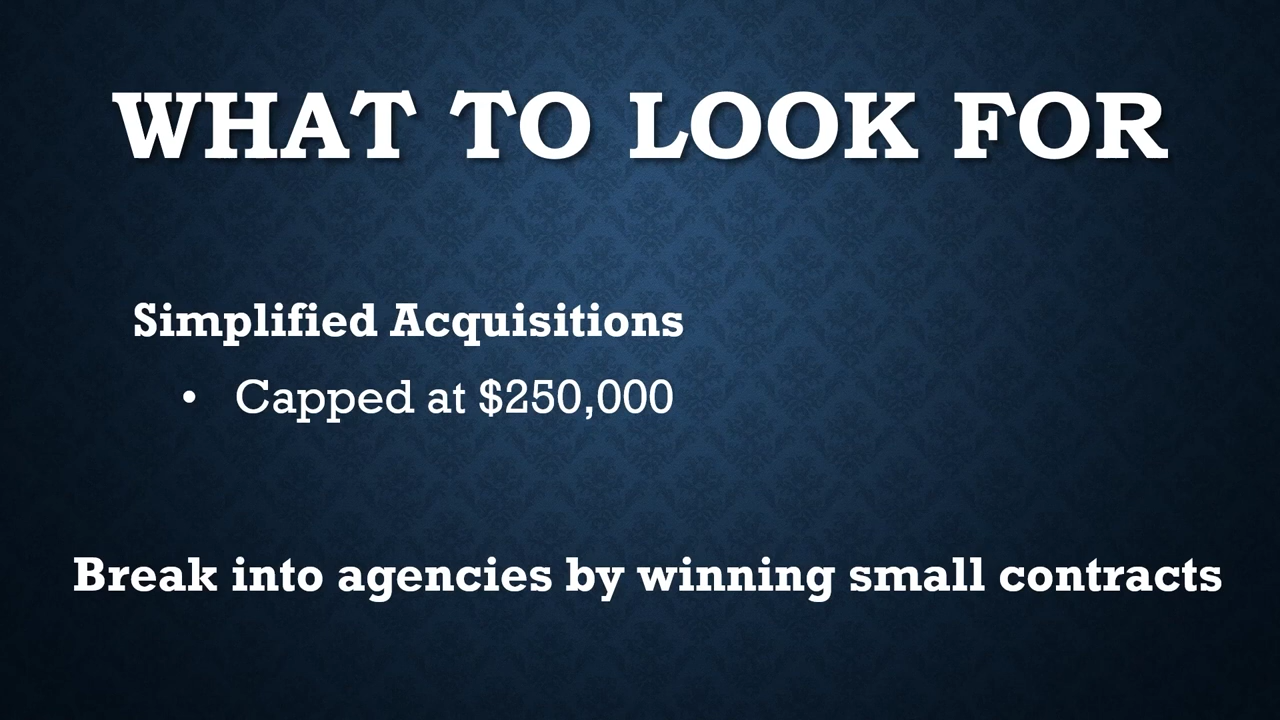 WHAT TO LOOK FOR
Simplified Acquisitions
• Capped at $250,000
Break into agencies by winning small contracts